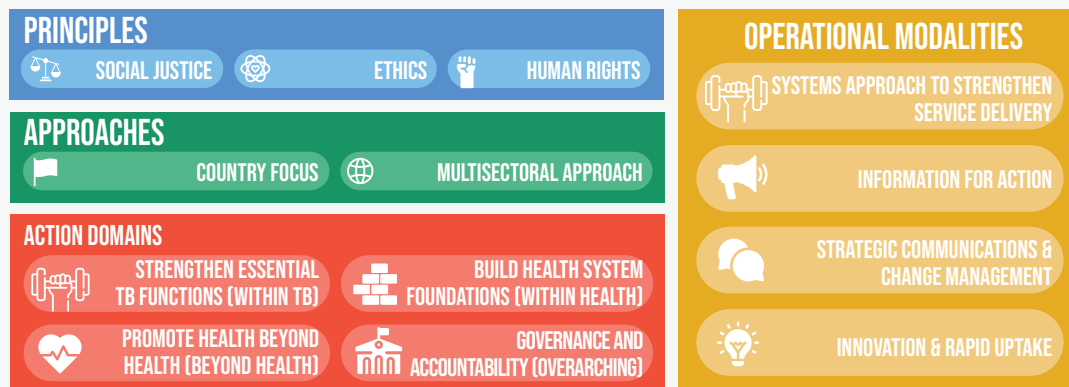 PRINCIPLES
SOCIAL JUSTICE
ETHICS
HUMAN RIGHTS
APPROACHES
COUNTRY FOCUS
MULTISECTORAL APPROACH
ACTION DOMAINS
STRENGTHEN ESSENTIAL
TB FUNCTIONS (WITHIN TB)
BUILD HEALTH SYSTEM
FOUNDATIONS (WITHIN HEALTH)
PROMOTE HEALTH BEYOND
HEALTH (BEYOND HEALTH)
GOVERNANCE AND
ACCOUNTABILITY (OVERARCHING)
OPERATIONAL MODALITIES
SYSTEMS APPROACH TO STRENGTHEN
SERVICE DELIVERY
INFORMATION FOR ACTION
STRATEGIC COMMUNICATIONS &
CHANGE MANAGEMENT
INNOVATION & RAPID UPTAKE